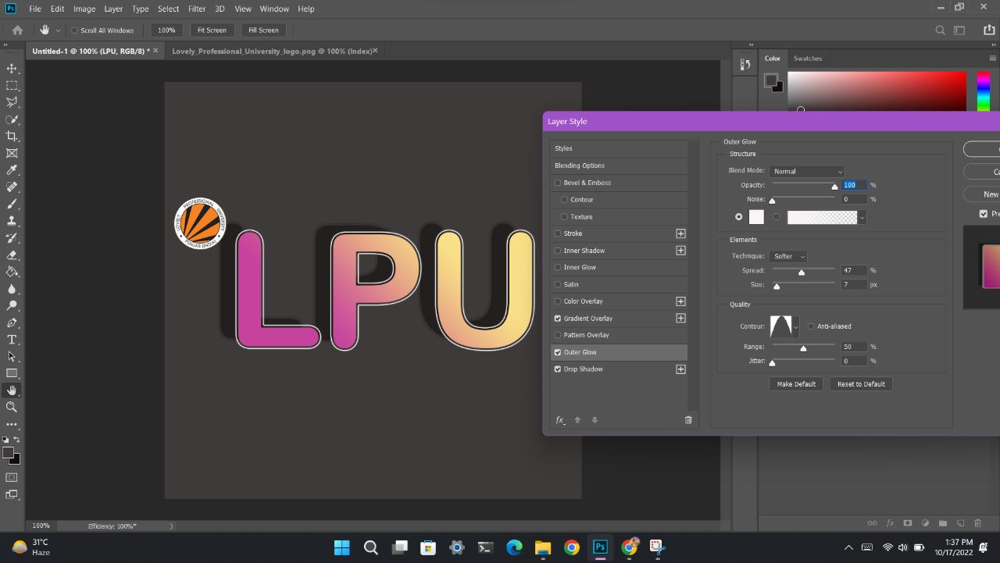 Ps File Edit Image Layer Type Select Filter 3D View Window Help
Scroll All Windows 100% Fit Screen Fill Screen
Untitled-1 @ 100% (LPU, RGB/8) * Lovely_Professional_University_logo.png @ 100% (Index)
Color Swatches
Layer Style
Styles
Blending Options
Bevel & Emboss
Contour
Texture
Stroke
Inner Shadow
Inner Glow
Satin
Color Overlay
Gradient Overlay
Pattern Overlay
Outer Glow
Drop Shadow
fx
Outer Glow
Structure
Blend Mode: Normal
Opacity: 100 %
Noise: 0 %
Elements
Technique: Softer
Spread: 47 %
Size: 7 px
Quality
Contour: Anti-aliased
Range: 50 %
Jitter: 0 %
Make Default Reset to Default
Ca
New
Pr
LOVELY PROFESSIONAL UNIVERSITY
PUNJAB (INDIA)
LPU
fx
100% Efficiency: 100%*
31°C
Haze
Ps
1:37 PM
10/17/2022